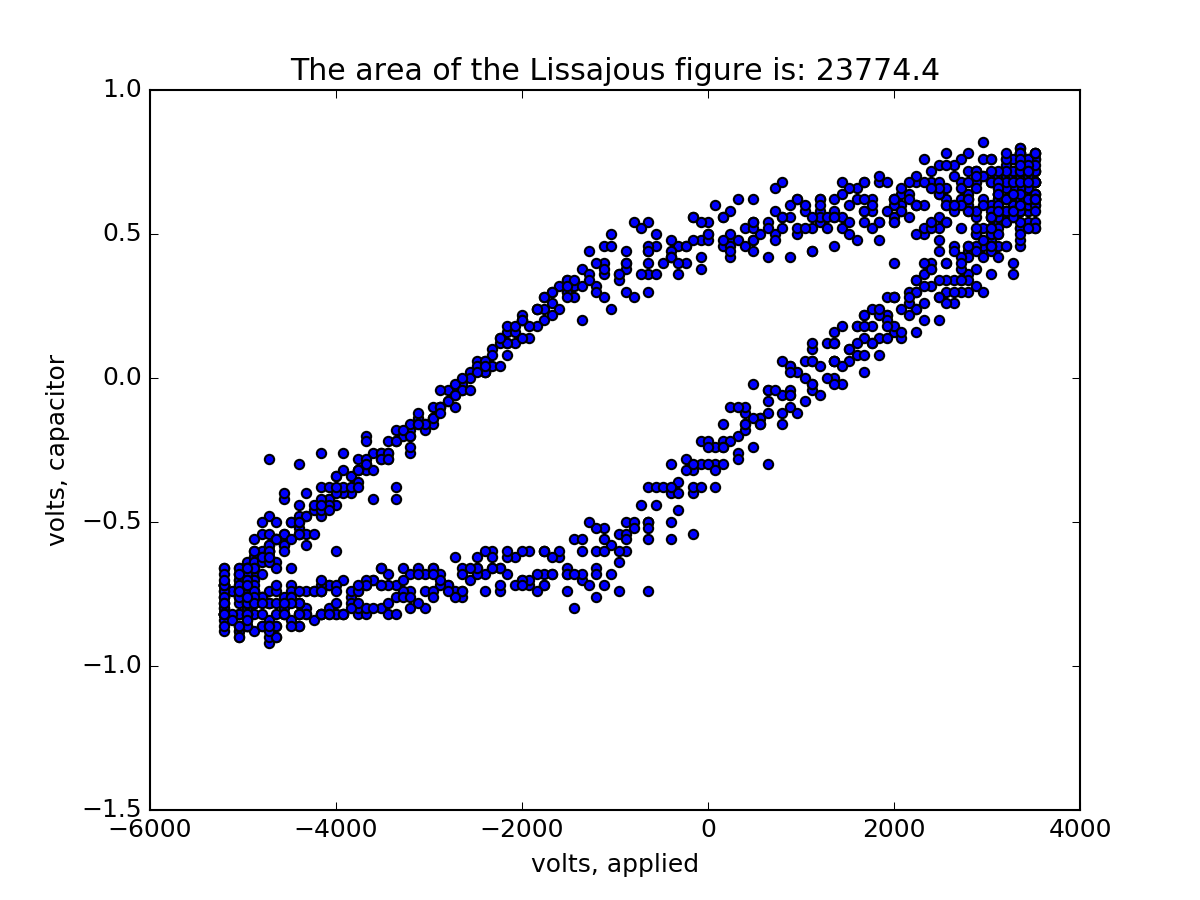 The area of the Lissajous figure is: 23774.4
1.0
0.5
0.0
−0.5
−1.0
−1.5
volts, capacitor
−6000 −4000 −2000 0 2000 4000
volts, applied